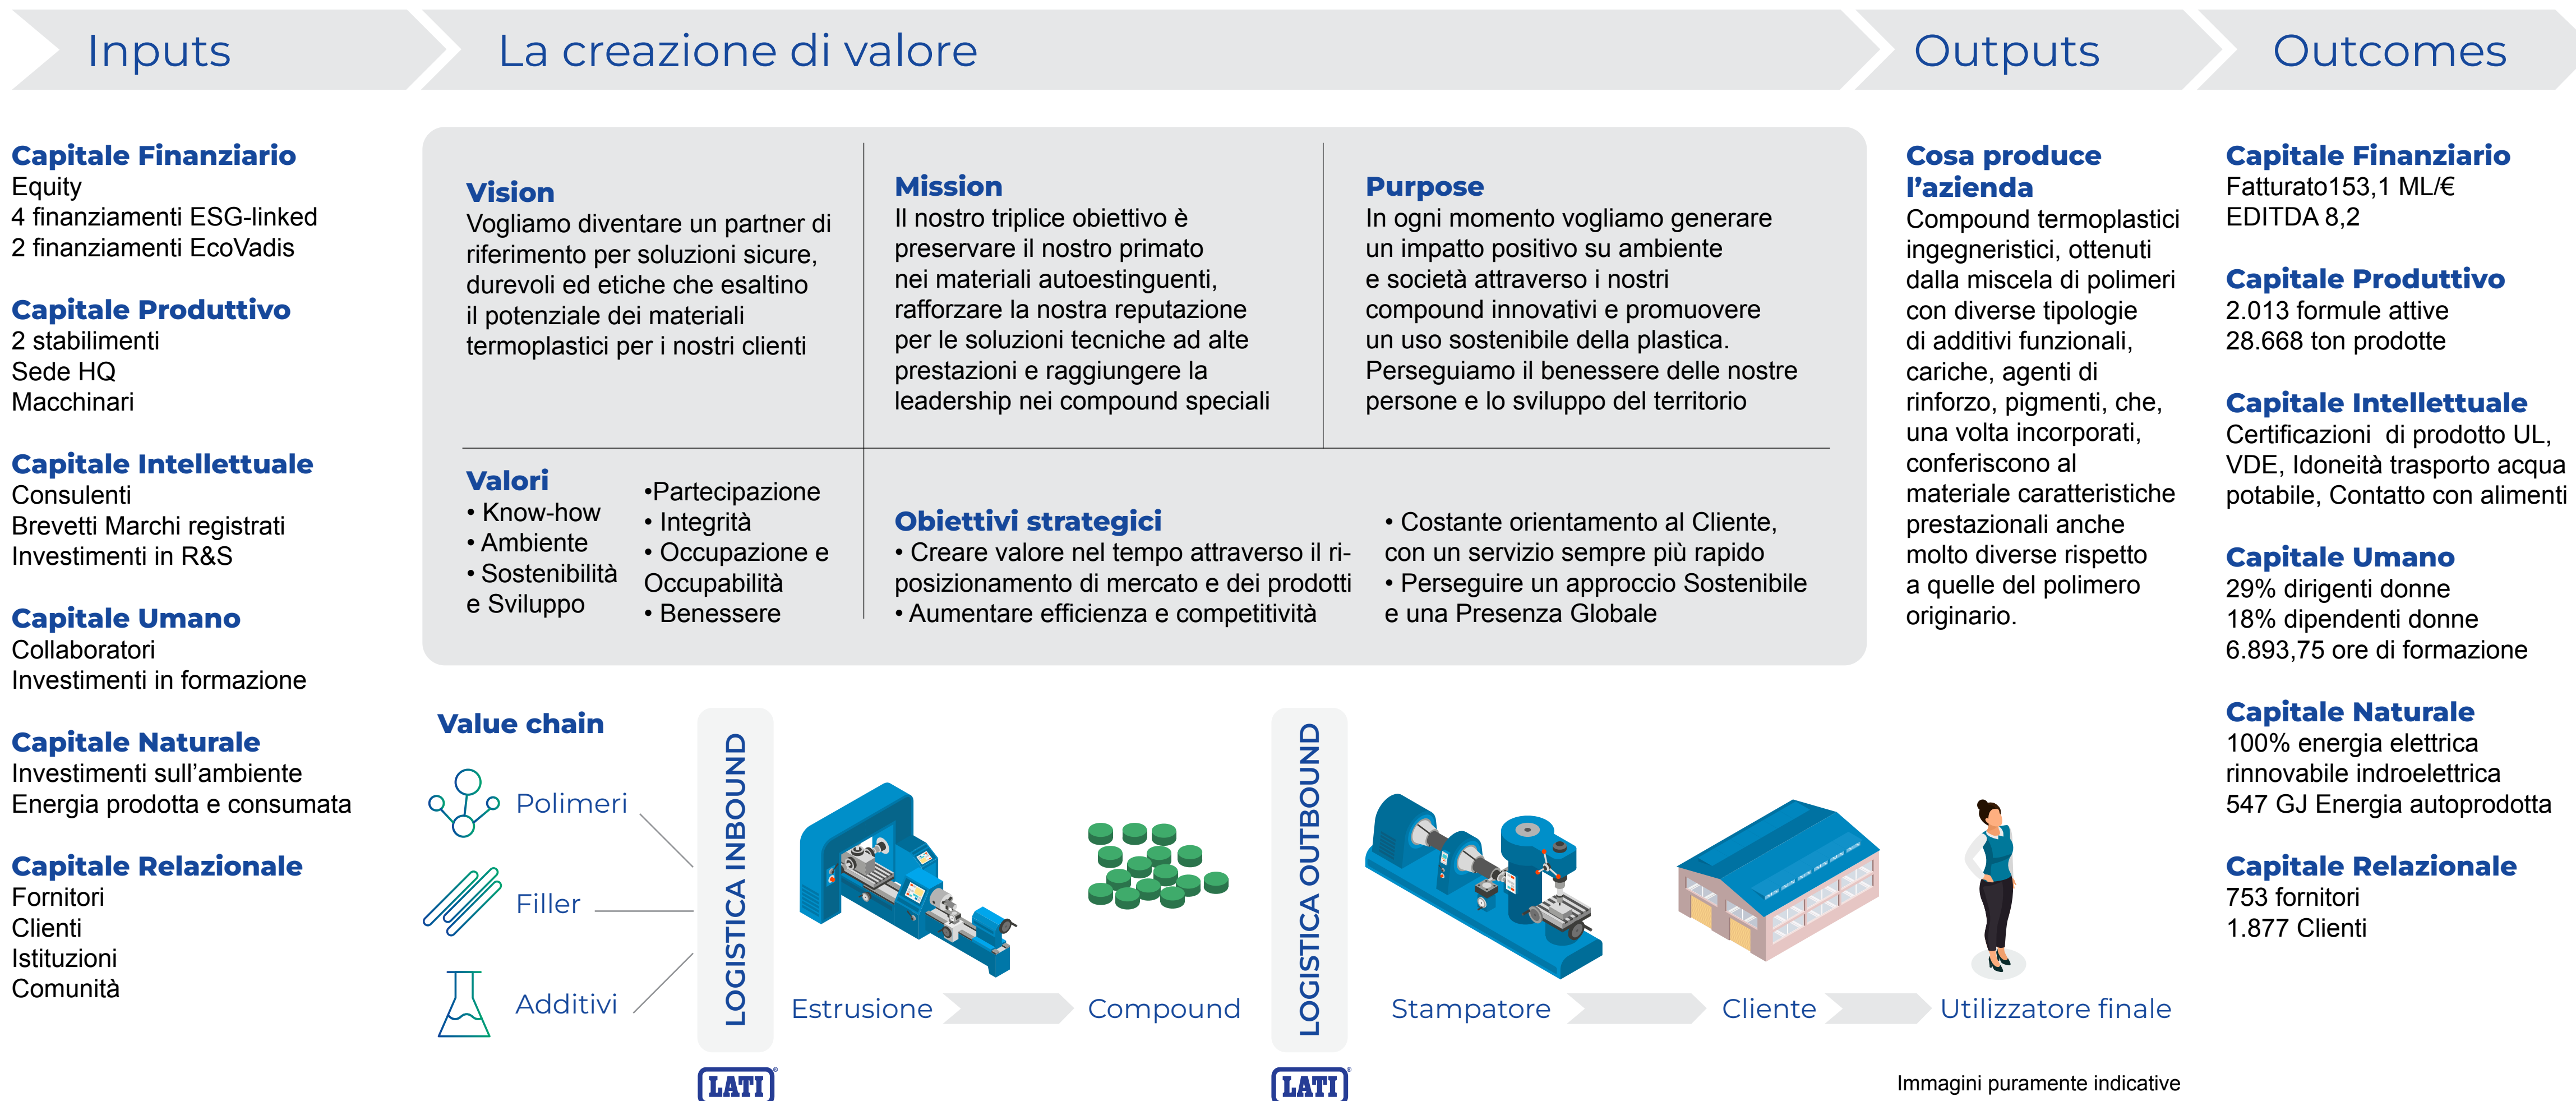 Inputs
La creazione di valore
Outputs
Outcomes
Capitale Finanziario
Equity
4 finanziamenti ESG-linked
2 finanziamenti EcoVadis
Capitale Produttivo
2 stabilimenti
Sede HQ
Macchinari
Capitale Intellettuale
Consulenti
Brevetti Marchi registrati
Investimenti in R&S
Capitale Umano
Collaboratori
Investimenti in formazione
Capitale Naturale
Investimenti sull'ambiente
Energia prodotta e consumata
Capitale Relazionale
Fornitori
Clienti
Istituzioni
Comunità
Vision
Vogliamo diventare un partner di
riferimento per soluzioni sicure,
durevoli ed etiche che esaltino
il potenziale dei materiali
termoplastici per i nostri clienti
Mission
Il nostro triplice obiettivo è
preservare il nostro primato
nei materiali autoestinguenti,
rafforzare la nostra reputazione
per le soluzioni tecniche ad alte
prestazioni e raggiungere la
leadership nei compound speciali
Purpose
In ogni momento vogliamo generare
un impatto positivo su ambiente
e società attraverso i nostri
compound innovativi e promuovere
un uso sostenibile della plastica.
Perseguiamo il benessere delle nostre
persone e lo sviluppo del territorio
Valori
• Know-how
• Ambiente
• Sostenibilità
e Sviluppo
•Partecipazione
• Integrità
• Occupazione e
Occupabilità
• Benessere
Obiettivi strategici
• Creare valore nel tempo attraverso il ri-
posizionamento di mercato e dei prodotti
• Aumentare efficienza e competitività
• Costante orientamento al Cliente,
con un servizio sempre più rapido
• Perseguire un approccio Sostenibile
e una Presenza Globale
Value chain
Polimeri
Filler
Additivi
LOGISTICA INBOUND
LATI®
Estrusione
Compound
LOGISTICA OUTBOUND
LATI®
Stampatore
Cliente
Utilizzatore finale
Cosa produce
l'azienda
Compound termoplastici
ingegneristici, ottenuti
dalla miscela di polimeri
con diverse tipologie
di additivi funzionali,
cariche, agenti di
rinforzo, pigmenti, che,
una volta incorporati,
conferiscono al
materiale caratteristiche
prestazionali anche
molto diverse rispetto
a quelle del polimero
originario.
Capitale Finanziario
Fatturato153,1 ML/€
EDITDA 8,2
Capitale Produttivo
2.013 formule attive
28.668 ton prodotte
Capitale Intellettuale
Certificazioni  di prodotto UL,
VDE, Idoneità trasporto acqua
potabile, Contatto con alimenti
Capitale Umano
29% dirigenti donne
18% dipendenti donne
6.893,75 ore di formazione
Capitale Naturale
100% energia elettrica
rinnovabile indroelettrica
547 GJ Energia autoprodotta
Capitale Relazionale
753 fornitori
1.877 Clienti
Immagini puramente indicative